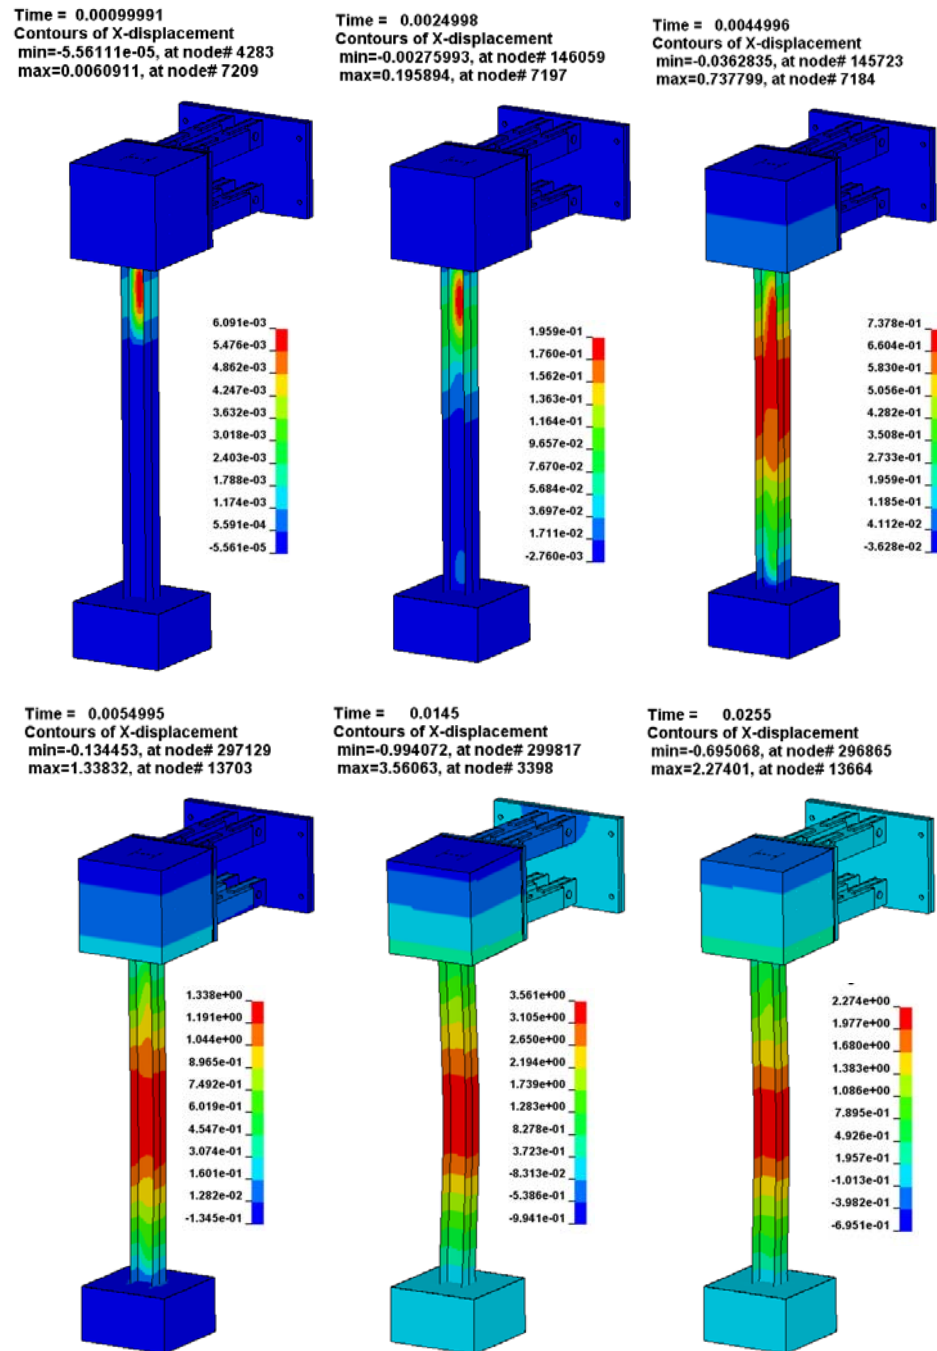 Time = 0.00099991
Contours of X-displacement
min=-5.56111e-05, at node# 4283
max=0.0060911, at node# 7209
6.091e-03
5.476e-03
4.862e-03
4.247e-03
3.632e-03
3.018e-03
2.403e-03
1.788e-03
1.174e-03
5.591e-04
-5.561e-05
Time = 0.0024998
Contours of X-displacement
min=-0.00275993, at node# 146059
max=0.195894, at node# 7197
1.959e-01
1.760e-01
1.562e-01
1.363e-01
1.164e-01
9.657e-02
7.670e-02
5.684e-02
3.697e-02
1.711e-02
-2.760e-03
Time = 0.0044996
Contours of X-displacement
min=-0.0362835, at node# 145723
max=0.737799, at node# 7184
7.378e-01
6.604e-01
5.830e-01
5.056e-01
4.282e-01
3.508e-01
2.733e-01
1.959e-01
1.185e-01
4.112e-02
-3.628e-02
Time = 0.0054995
Contours of X-displacement
min=-0.134453, at node# 297129
max=1.33832, at node# 13703
1.338e+00
1.191e+00
1.044e+00
8.965e-01
7.492e-01
6.019e-01
4.547e-01
3.074e-01
1.601e-01
1.282e-02
-1.345e-01
Time = 0.0145
Contours of X-displacement
min=-0.994072, at node# 299817
max=3.56063, at node# 3398
3.561e+00
3.105e+00
2.650e+00
2.194e+00
1.739e+00
1.283e+00
8.278e-01
3.723e-01
-8.313e-02
-5.386e-01
-9.941e-01
Time = 0.0255
Contours of X-displacement
min=-0.695068, at node# 296865
max=2.27401, at node# 13664
2.274e+00
1.977e+00
1.680e+00
1.383e+00
1.086e+00
7.895e-01
4.926e-01
1.957e-01
-1.013e-01
-3.982e-01
-6.951e-01